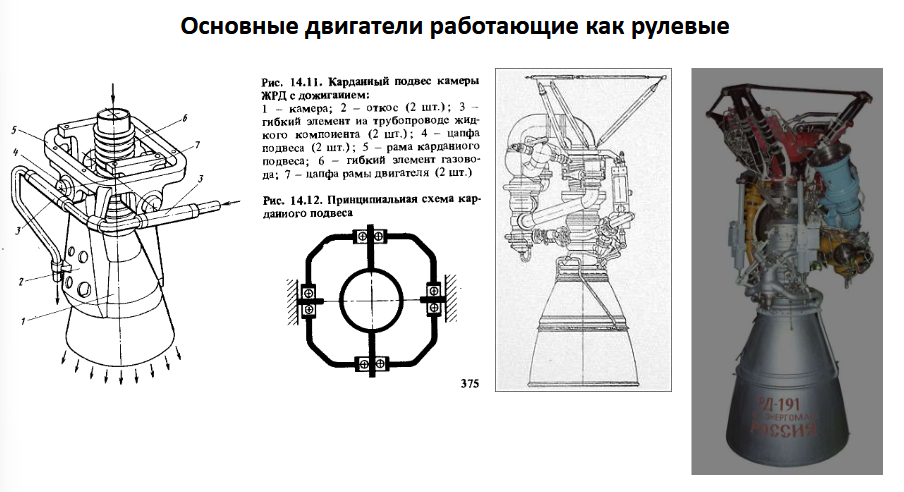 Основные двигатели работающие как рулевые
Рис. 14.11. Карданный подвес камеры
ЖРД с дожиганием:
1 — камера; 2 — откос (2 шт.); 3 —
гибкий элемент на трубопроводе жид-
кого компонента (2 шт.); 4 — цапфа
подвеса (2 шт.); 5 — рама карданного
подвеса; 6 — гибкий элемент газово-
да; 7 — цапфа рамы двигателя (2 шт.)
Рис. 14.12. Принципиальная схема кар-
данного подвеса
5
4
3
2
1
6
7
3
375
РД-191
ЭНЕРГОМАШ
РОССИЯ